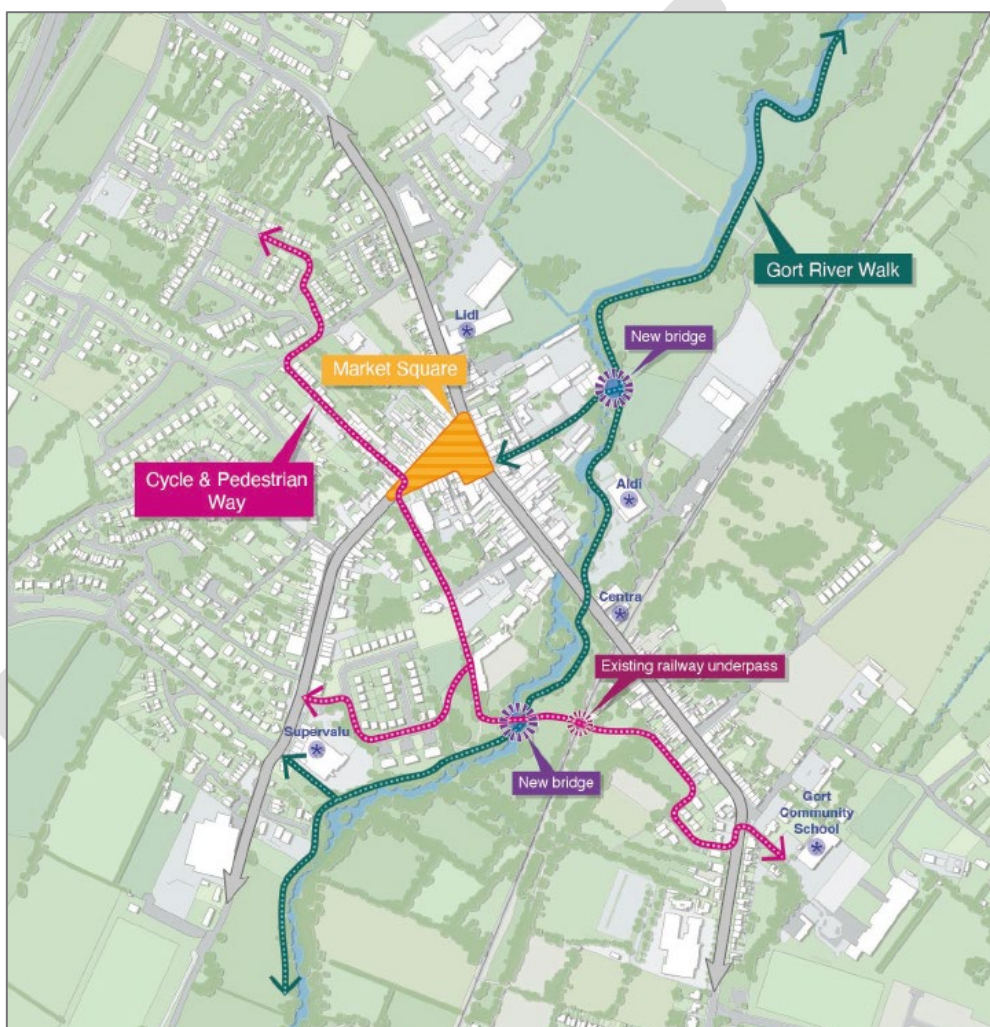 Gort River Walk
Lidl
New bridge
Market Square
Cycle & Pedestrian
Way
Aldi
Centra
Existing railway underpass
Supervalu
New bridge
Gort
Community
School